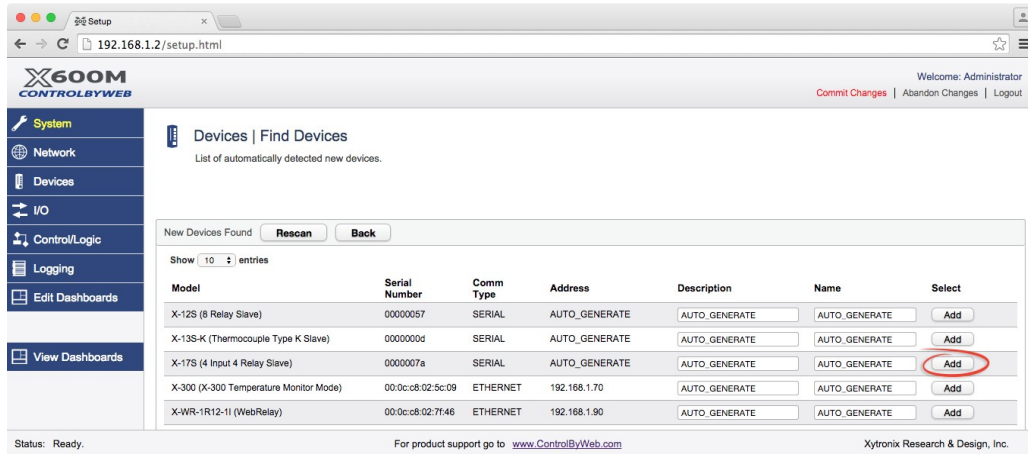 Setup
192.168.1.2/setup.html
X600M
CONTROLBYWEB
Welcome: Administrator
Commit Changes | Abandon Changes | Logout
System
Network
Devices
I/O
Control/Logic
Logging
Edit Dashboards
View Dashboards
Devices | Find Devices
List of automatically detected new devices.
New Devices Found Rescan Back
Show 10 entries
Model Serial Number Comm Type Address Description Name Select
X-12S (8 Relay Slave) 00000057 SERIAL AUTO_GENERATE AUTO_GENERATE AUTO_GENERATE Add
X-13S-K (Thermocouple Type K Slave) 0000000d SERIAL AUTO_GENERATE AUTO_GENERATE AUTO_GENERATE Add
X-17S (4 Input 4 Relay Slave) 0000007a SERIAL AUTO_GENERATE AUTO_GENERATE AUTO_GENERATE Add
X-300 (X-300 Temperature Monitor Mode) 00:0c:c8:02:5c:09 ETHERNET 192.168.1.70 AUTO_GENERATE AUTO_GENERATE Add
X-WR-1R12-1I (WebRelay) 00:0c:c8:02:7f:46 ETHERNET 192.168.1.90 AUTO_GENERATE AUTO_GENERATE Add
Status: Ready. For product support go to www.ControlByWeb.com Xytronix Research & Design, Inc.